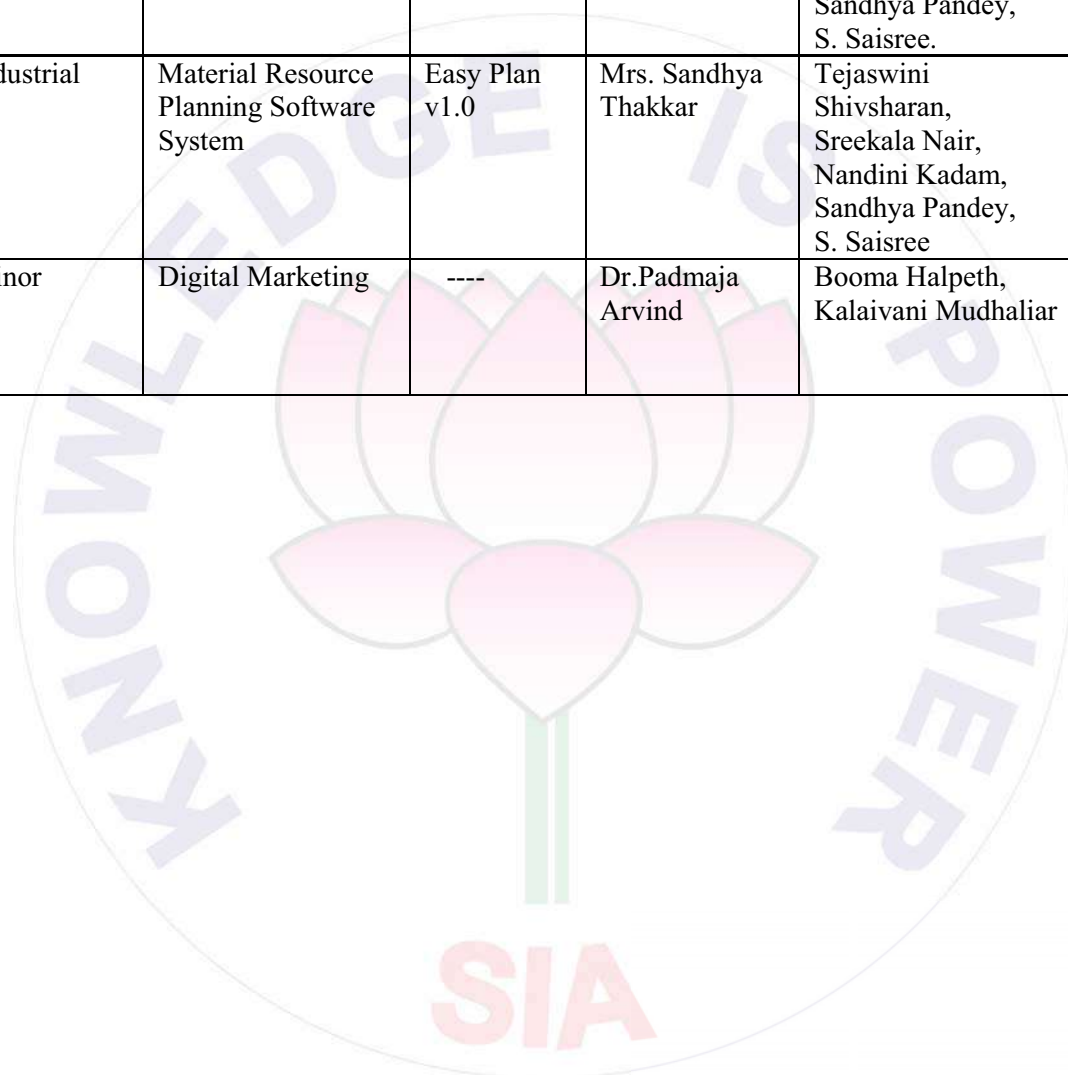 Sandhya Pandey,
S. Saisree.
dustrial
Material Resource
Planning Software
System
Easy Plan
v1.0
Mrs. Sandhya
Thakkar
Tejaswini
Shivsharan,
Sreekala Nair,
Nandini Kadam,
Sandhya Pandey,
S. Saisree
inor
Digital Marketing
----
Dr.Padmaja
Arvind
Booma Halpeth,
Kalaivani Mudhaliar
KNOWLEDGE IS POWER
SIA